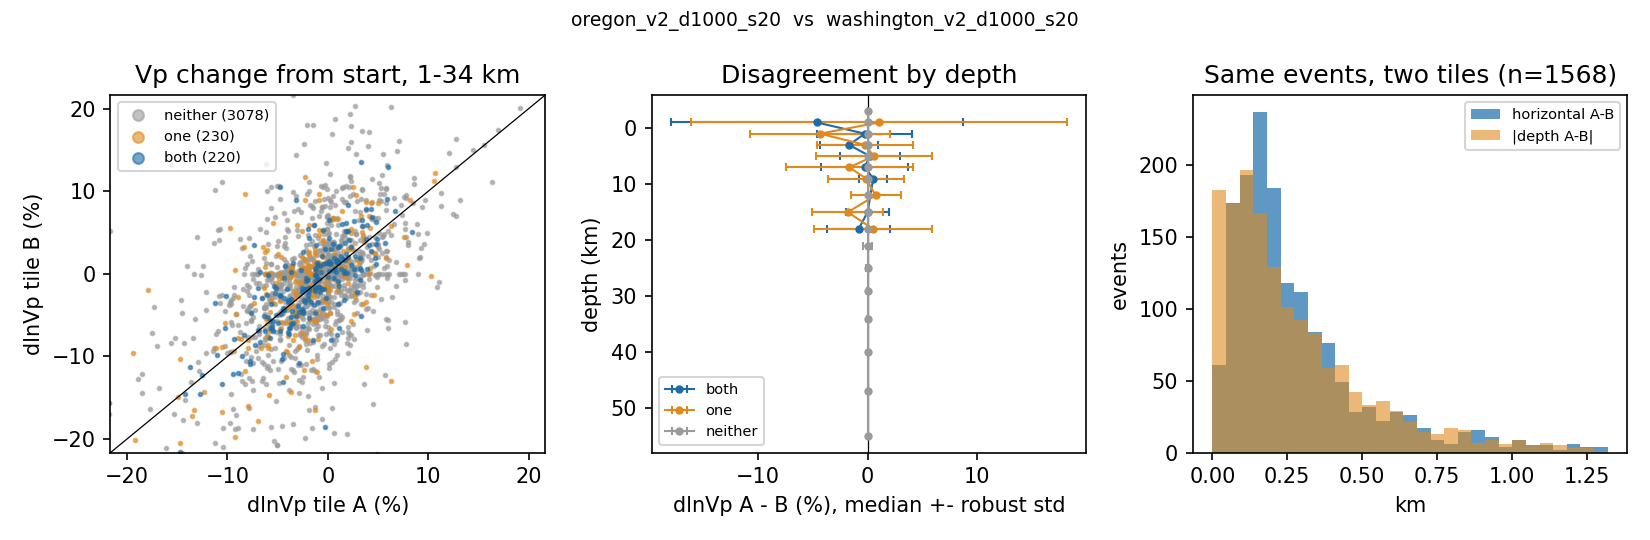 oregon_v2_d1000_s20  vs  washington_v2_d1000_s20
Vp change from start, 1-34 km
neither (3078)
one (230)
both (220)
20
10
0
−10
−20
−20
−10
0
10
20
dlnVp tile B (%)
dlnVp tile A (%)
Disagreement by depth
0
10
20
30
40
50
both
one
neither
−10
0
10
depth (km)
dlnVp A - B (%), median +- robust std
Same events, two tiles (n=1568)
horizontal A-B
|depth A-B|
200
150
100
50
0
0.00
0.25
0.50
0.75
1.00
1.25
events
km